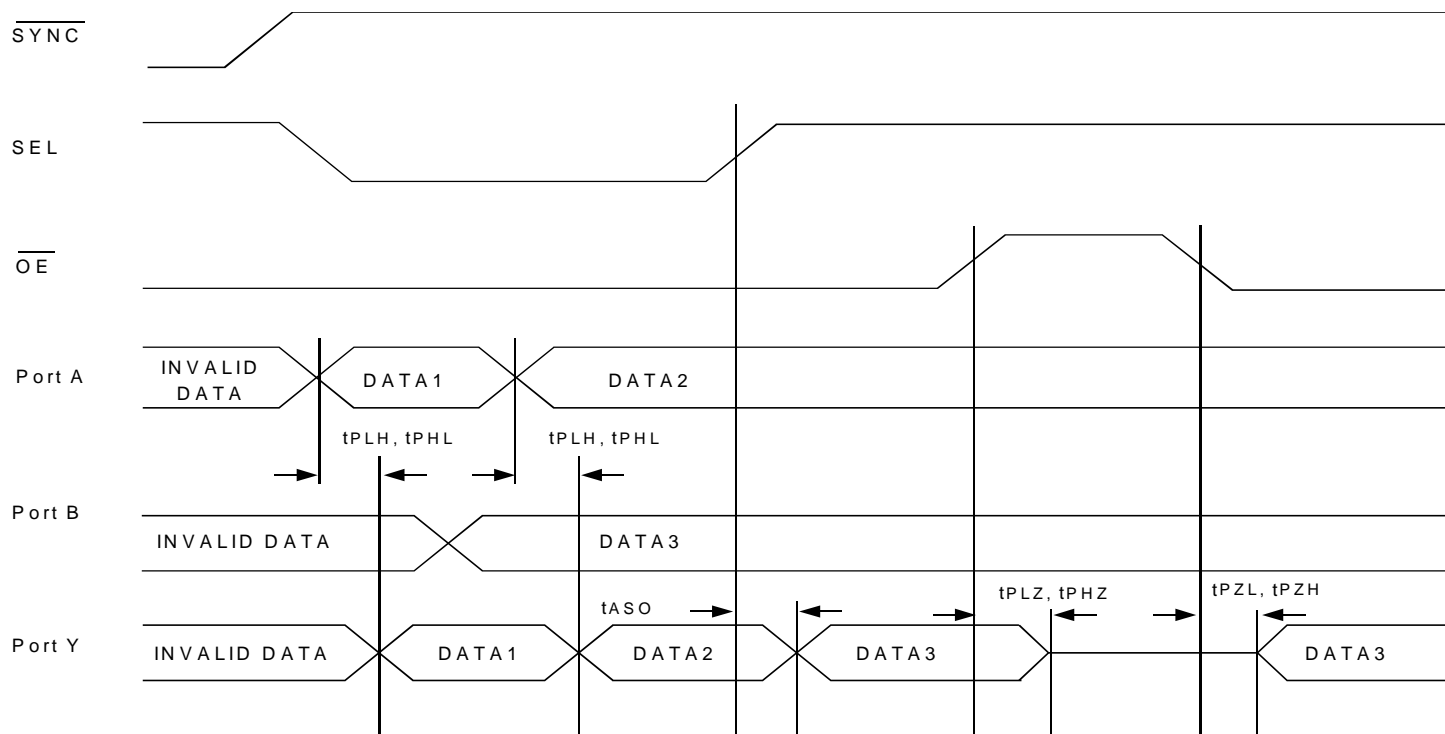 SYNC
SEL
OE
Port A
INVALID
DATA
DATA1
DATA2
tPLH, tPHL
tPLH, tPHL
Port B
INVALID DATA
DATA3
tASO
tPLZ, tPHZ
tPZL, tPZH
Port Y
INVALID DATA
DATA1
DATA2
DATA3
DATA3